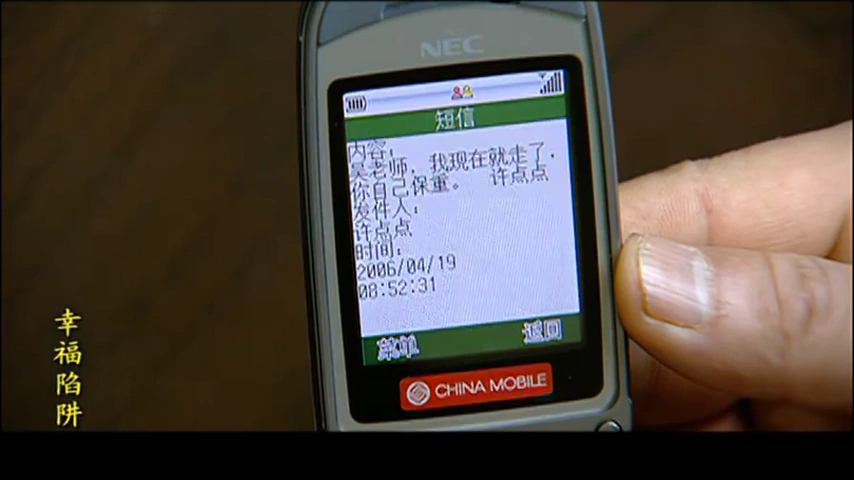 NEC
短信
内容：
吴老师，我现在就走了，
你自己保重。 许点点
发件人：
许点点
时间：
2006/04/19
08:52:31
菜单 返回
CHINA MOBILE
幸福陷阱